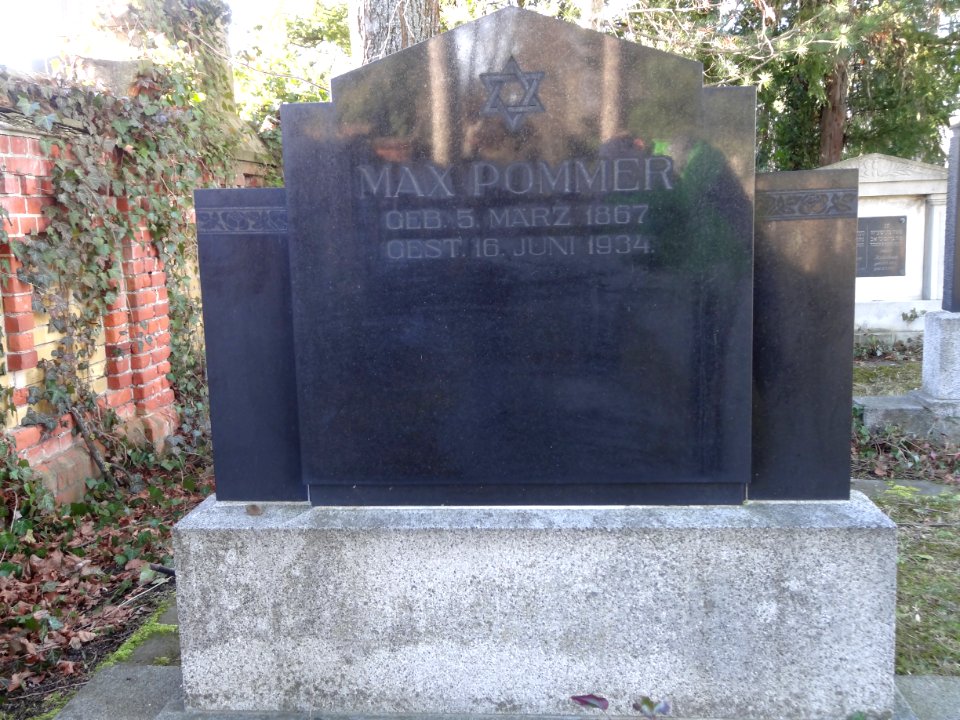 MAX POMMER
GEB. 5. MÄRZ 1867
GEST. 16. JUNI 1934.